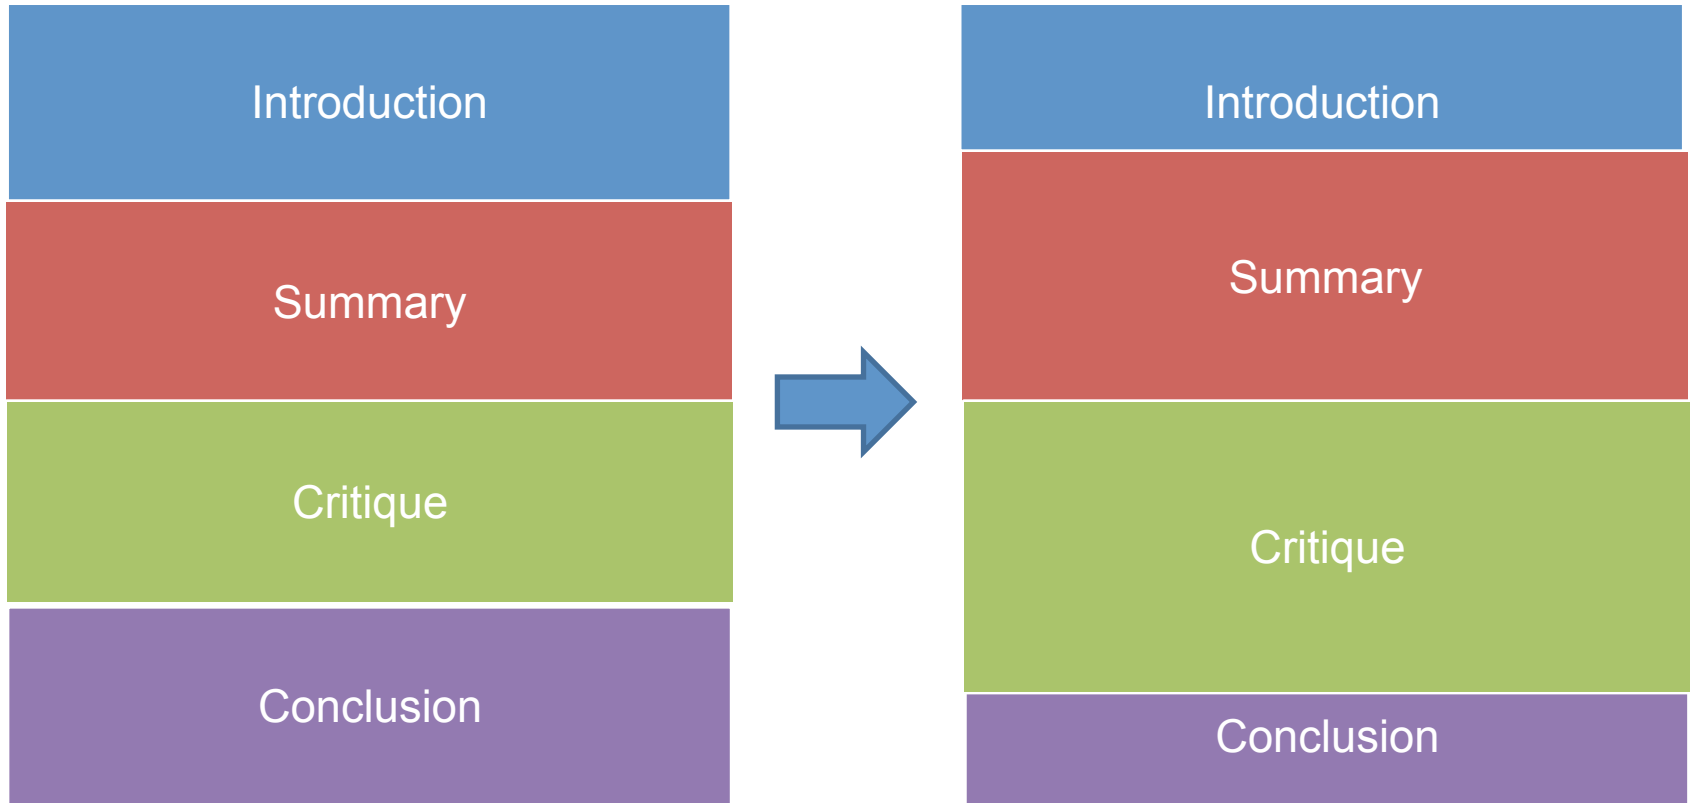 Introduction
Summary
Critique
Conclusion
Introduction
Summary
Critique
Conclusion